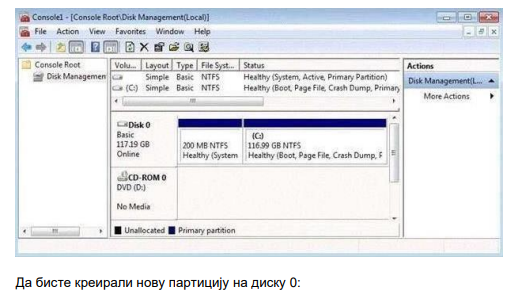 Console1 - [Console Root\Disk Management(Local)]
File Action View Favorites Window Help
Console Root
Disk Managemen
Volu... Layout Type File Syst... Status
Simple Basic NTFS Healthy (System, Active, Primary Partition)
(C:) Simple Basic NTFS Healthy (Boot, Page File, Crash Dump, Primary
Actions
Disk Management(L...
More Actions
Disk 0
Basic
117.19 GB
Online
200 MB NTFS
Healthy (System
(C:)
116.99 GB NTFS
Healthy (Boot, Page File, Crash Dump, F
CD-ROM 0
DVD (D:)
No Media
Unallocated Primary partition
Да бисте креирали нову партицију на диску 0: